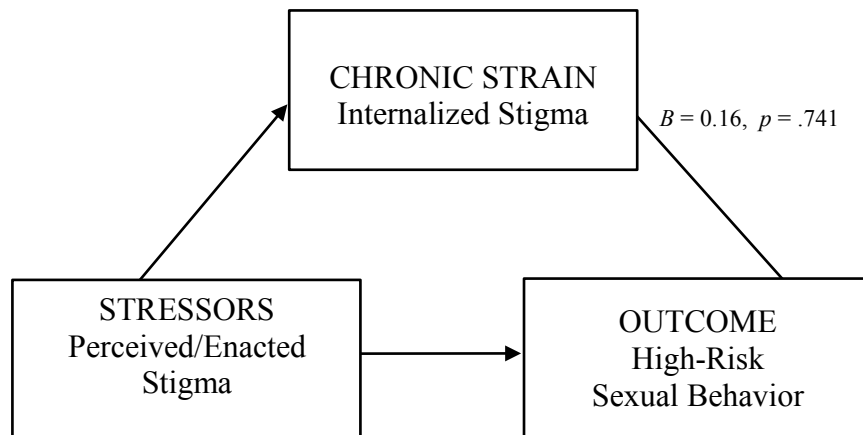 CHRONIC STRAIN
Internalized Stigma
B = 0.16, p = .741
STRESSORS
Perceived/Enacted
Stigma
OUTCOME
High-Risk
Sexual Behavior